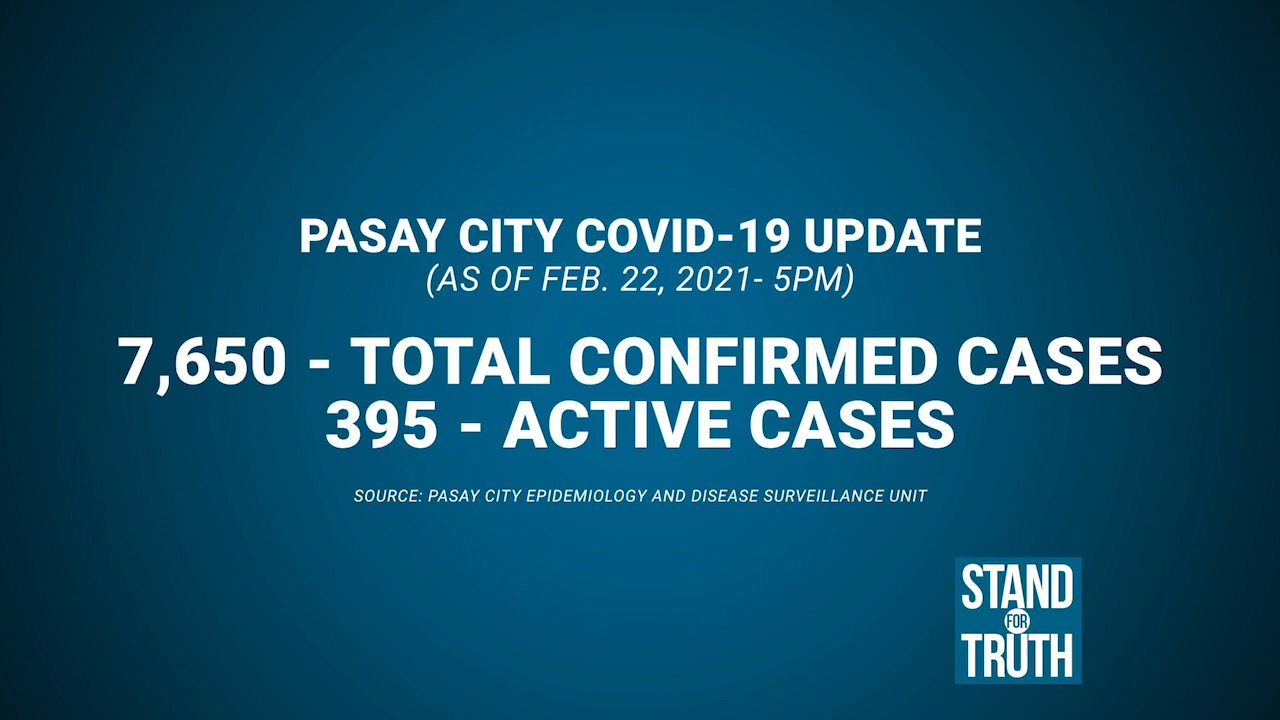 PASAY CITY COVID-19 UPDATE
(AS OF FEB. 22, 2021- 5PM)
7,650 - TOTAL CONFIRMED CASES
395 - ACTIVE CASES
SOURCE: PASAY CITY EPIDEMIOLOGY AND DISEASE SURVEILLANCE UNIT
STAND
FOR
TRUTH